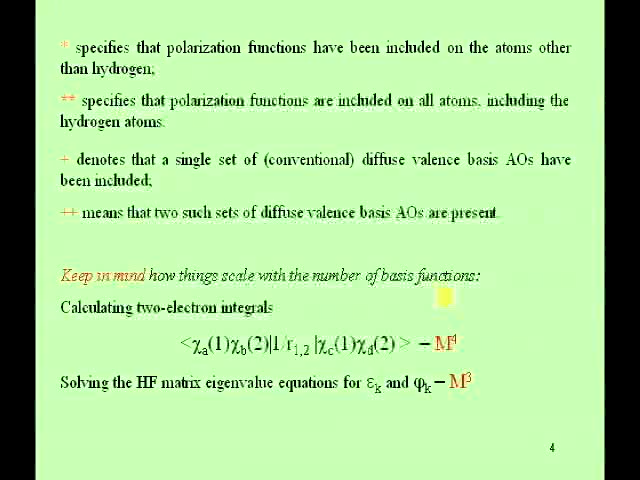 * specifies that polarization functions have been included on the atoms other
than hydrogen;
** specifies that polarization functions are included on all atoms, including the
hydrogen atoms.
+ denotes that a single set of (conventional) diffuse valence basis AOs have
been included;
++ means that two such sets of diffuse valence basis AOs are present.
Keep in mind how things scale with the number of basis functions:
Calculating two-electron integrals
<χa(1)χb(2)|1/r1,2 |χc(1)χd(2) > – M⁴
Solving the HF matrix eigenvalue equations for εk and φk – M³
4